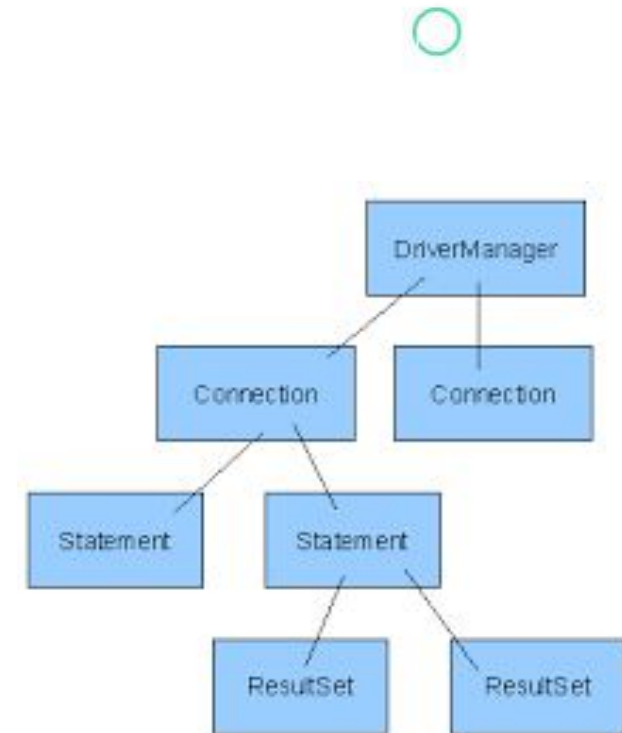 DriverManager
Connection
Connection
Statement
Statement
ResultSet
ResultSet